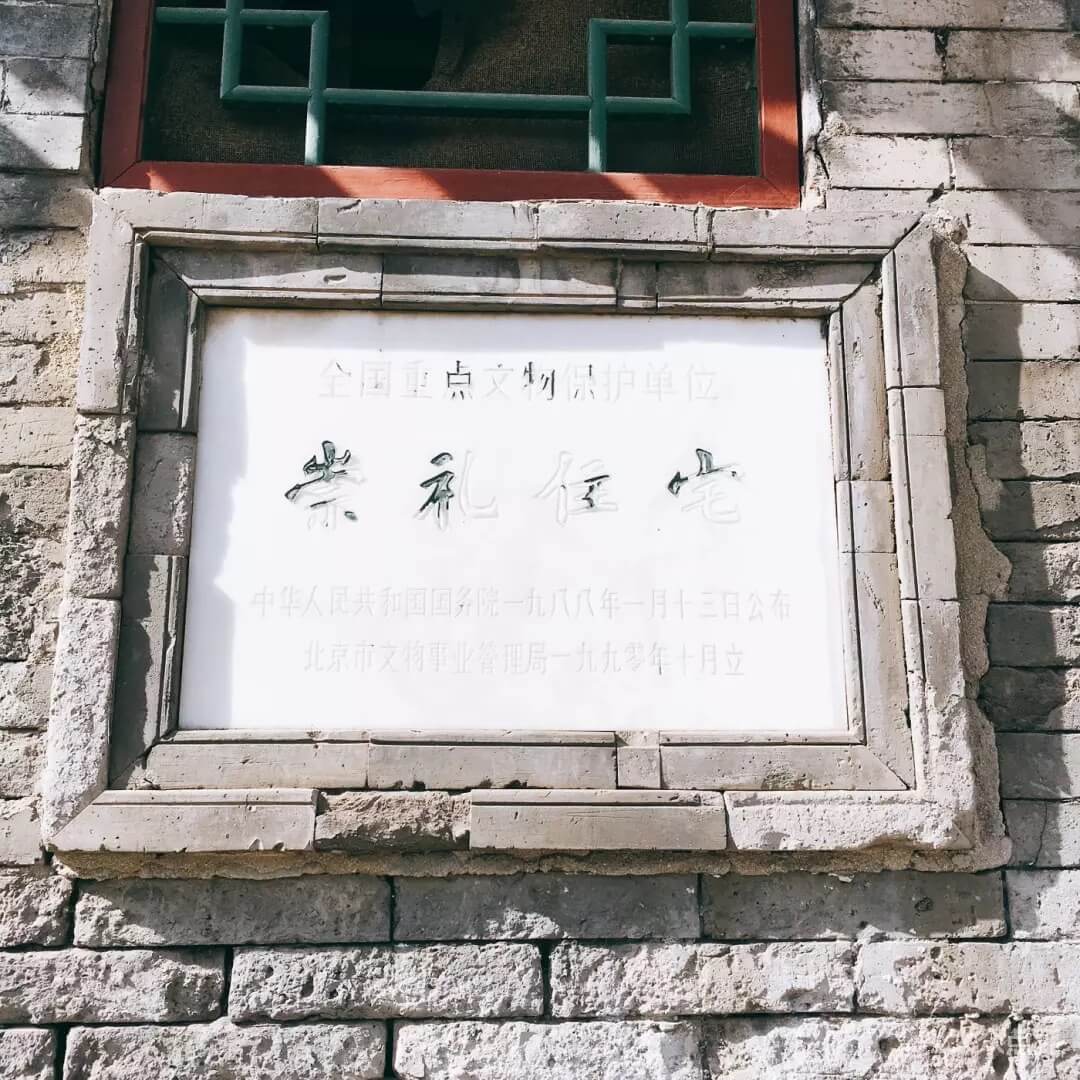 全国重点文物保护单位
崇礼住宅
中华人民共和国国务院一九八八年一月十三日公布
北京市文物事业管理局一九九零年十月立